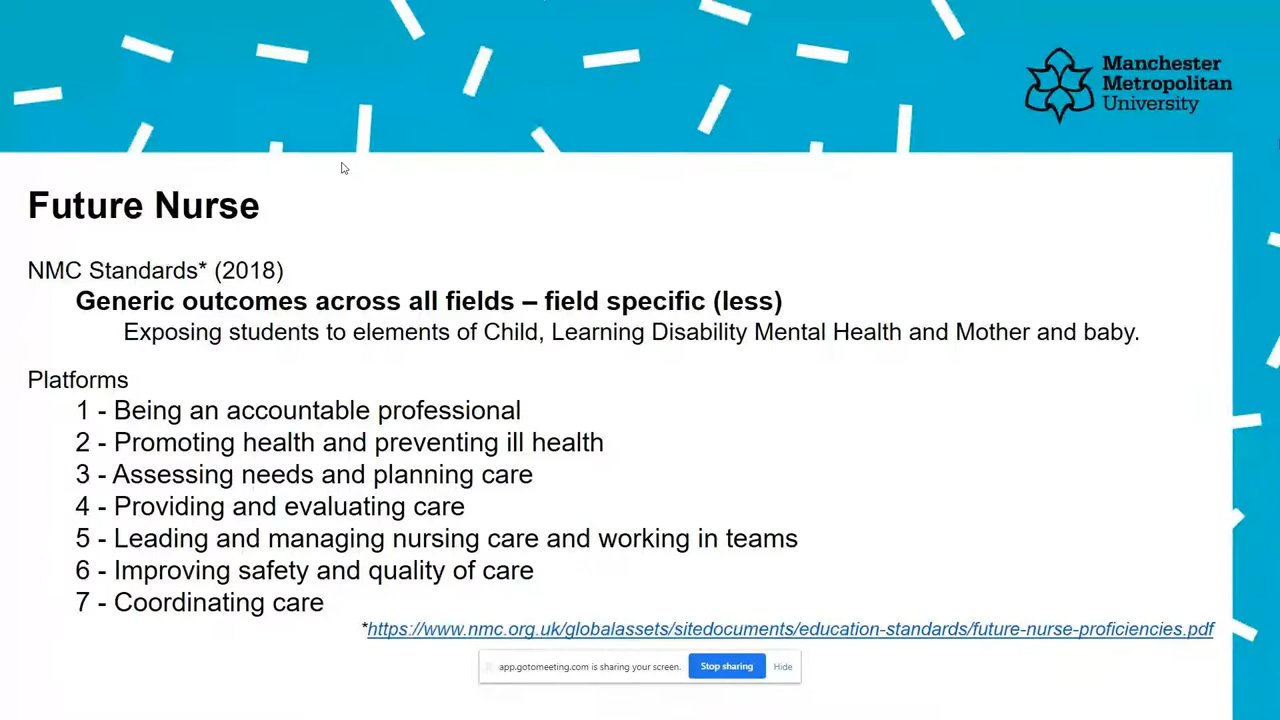 Manchester
Metropolitan
University
Future Nurse
NMC Standards* (2018)
Generic outcomes across all fields – field specific (less)
Exposing students to elements of Child, Learning Disability Mental Health and Mother and baby.
Platforms
1 - Being an accountable professional
2 - Promoting health and preventing ill health
3 - Assessing needs and planning care
4 - Providing and evaluating care
5 - Leading and managing nursing care and working in teams
6 - Improving safety and quality of care
7 - Coordinating care
*https://www.nmc.org.uk/globalassets/sitedocuments/education-standards/future-nurse-proficiencies.pdf
app.gotomeeting.com is sharing your screen. Stop sharing Hide